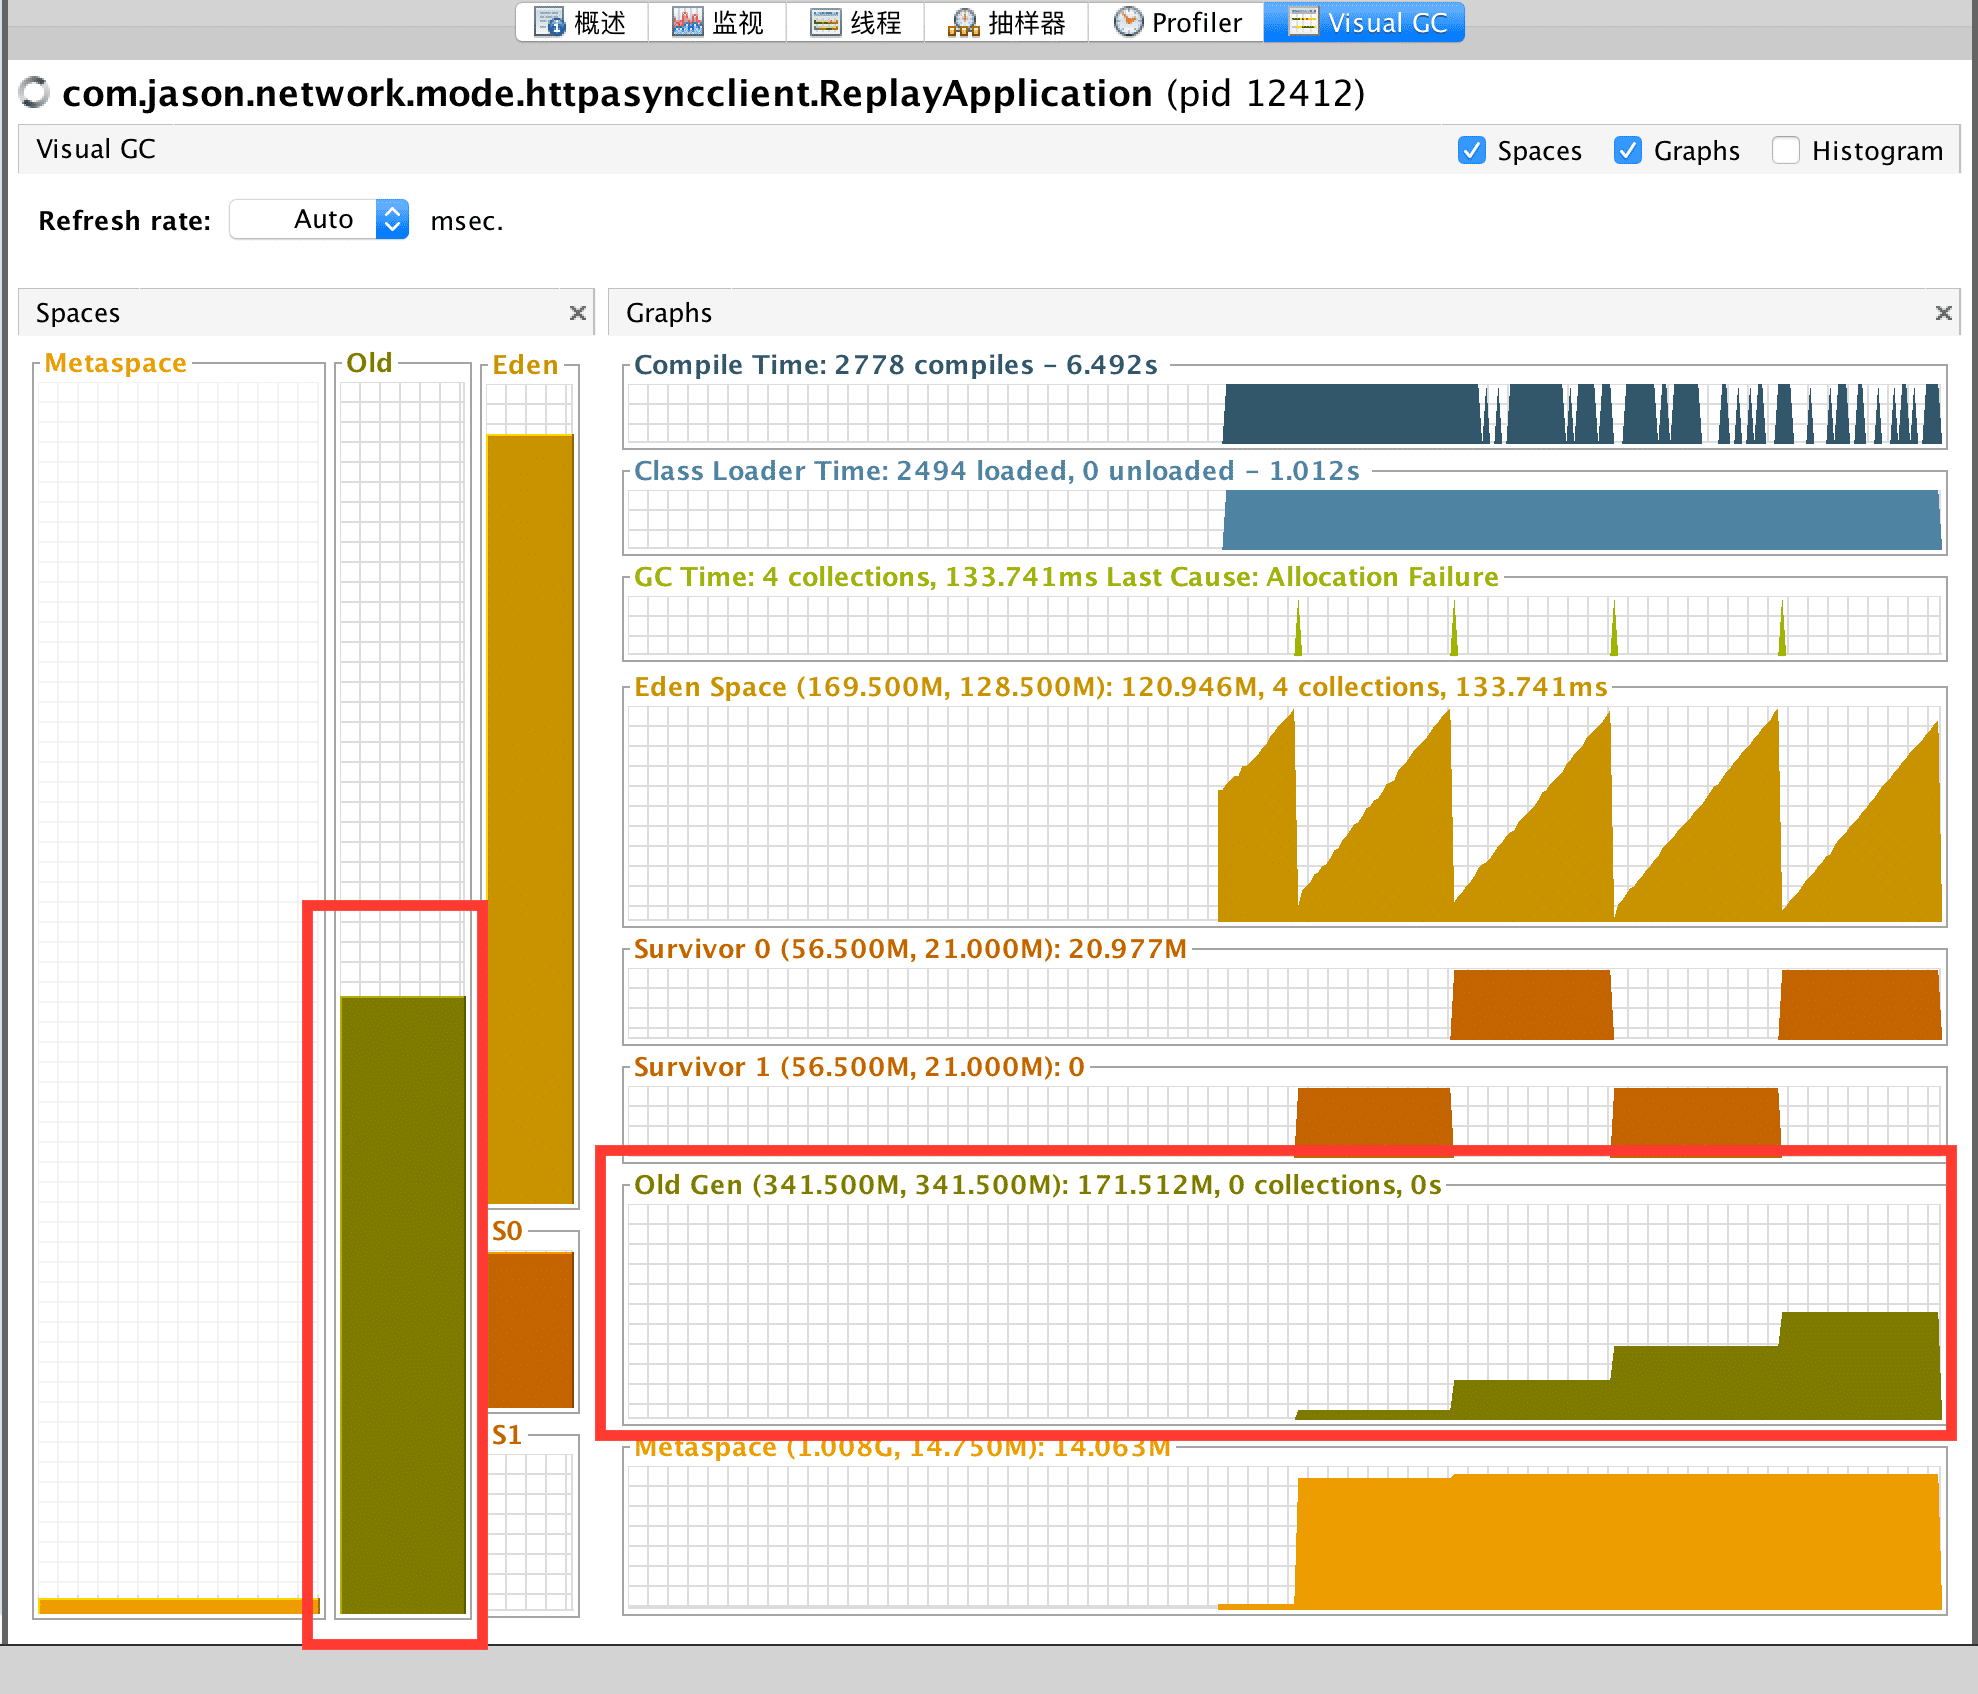 概述 监视 线程 抽样器 Profiler Visual GC
com.jason.network.mode.httpasyncclient.ReplayApplication (pid 12412)
Visual GC Spaces Graphs Histogram
Refresh rate: Auto msec.
Spaces Graphs
Metaspace Old Eden
S0
S1
Compile Time: 2778 compiles – 6.492s
Class Loader Time: 2494 loaded, 0 unloaded – 1.012s
GC Time: 4 collections, 133.741ms Last Cause: Allocation Failure
Eden Space (169.500M, 128.500M): 120.946M, 4 collections, 133.741ms
Survivor 0 (56.500M, 21.000M): 20.977M
Survivor 1 (56.500M, 21.000M): 0
Old Gen (341.500M, 341.500M): 171.512M, 0 collections, 0s
Metaspace (1.008G, 14.750M): 14.063M